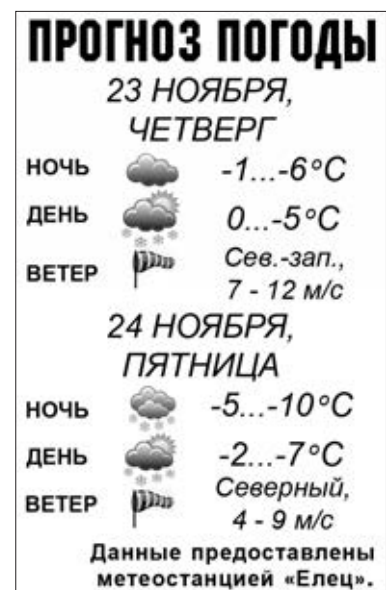 ПРОГНОЗ ПОГОДЫ
23 НОЯБРЯ,
ЧЕТВЕРГ
НОЧЬ -1...-6°С
ДЕНЬ 0...-5°С
ВЕТЕР Сев.-зап.,
7 - 12 м/с
24 НОЯБРЯ,
ПЯТНИЦА
НОЧЬ -5...-10°С
ДЕНЬ -2...-7°С
ВЕТЕР Северный,
4 - 9 м/с
Данные предоставлены
метеостанцией «Елец».